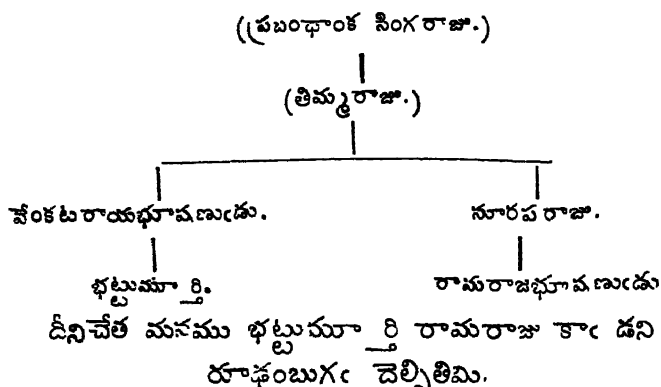 ((ప్రబంధాంక సింగరాజు.)
(తిమ్మరాజు.)
వేంకటరాయభూషణుఁడు. సూరపరాజు.
భట్టుమూర్తి. రామరాజభూషణుఁడు
దీనిచేత మనము భట్టుమూర్తి రామరాజు కాఁ డని
రూఢంబుగఁ దెల్పితిమి.